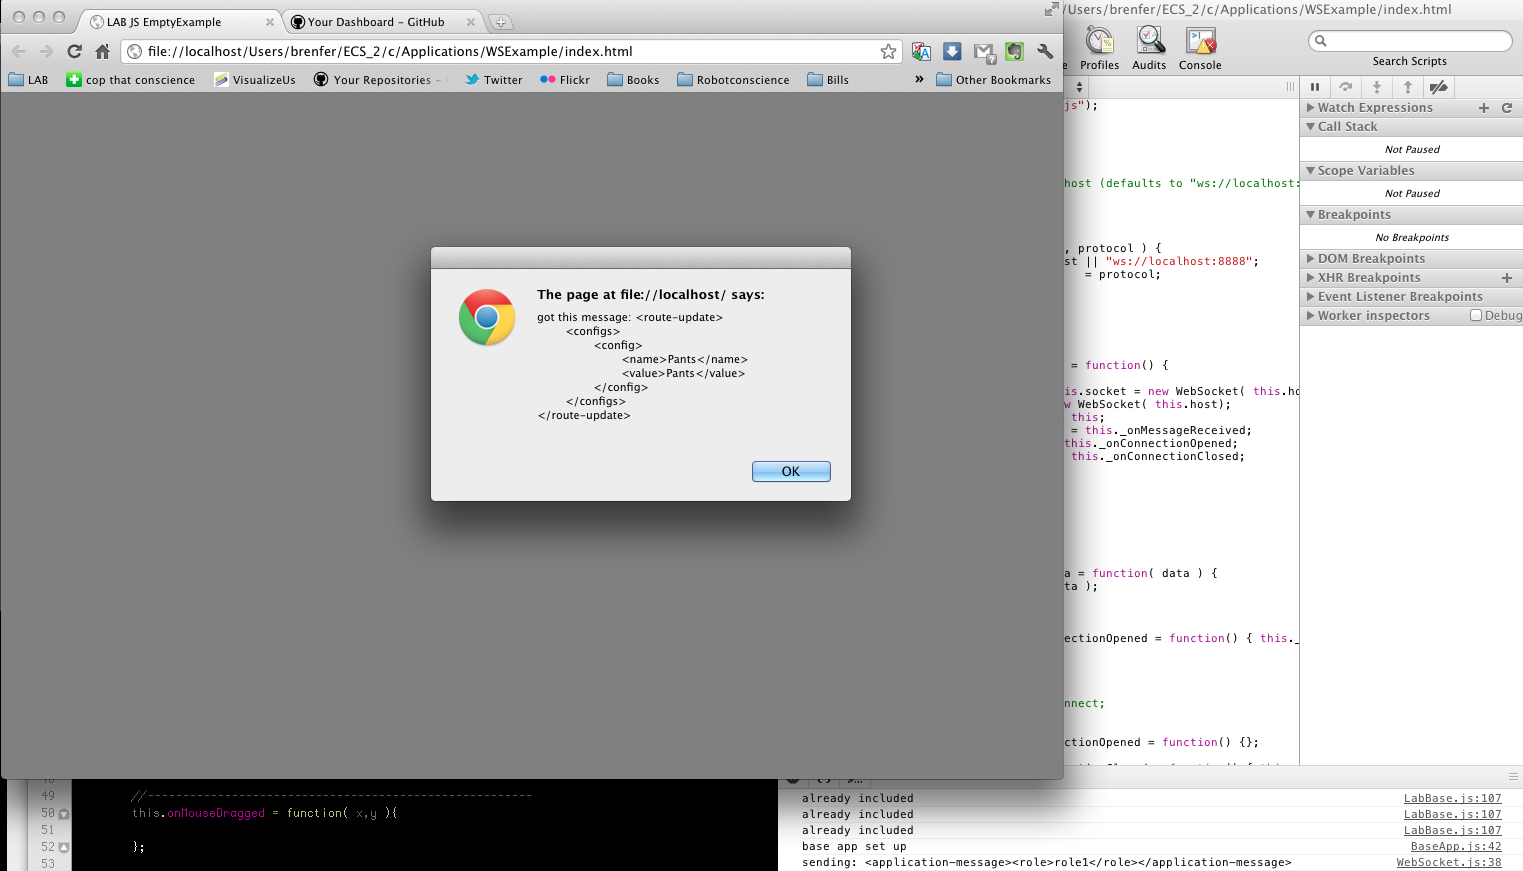 LAB JS EmptyExample
Your Dashboard - GitHub
/Users/brenfer/ECS_2/c/Applications/WSExample/index.html
file://localhost/Users/brenfer/ECS_2/c/Applications/WSExample/index.html
Profiles
Audits
Console
Search Scripts
LAB
cop that conscience
VisualizeUs
Your Repositories -
Twitter
Flickr
Books
Robotconscience
Bills
»
Other Bookmarks
js");
host (defaults to "ws://localhost:
, protocol ) {
st || "ws://localhost:8888";
= protocol;
= function() {
is.socket = new WebSocket( this.ho
w WebSocket( this.host);
this;
= this._onMessageReceived;
this._onConnectionOpened;
this._onConnectionClosed;
a = function( data ) {
ta );
ectionOpened = function() { this._
nnect;
ctionOpened = function() {};
Watch Expressions
Call Stack
Not Paused
Scope Variables
Not Paused
Breakpoints
No Breakpoints
DOM Breakpoints
XHR Breakpoints
Event Listener Breakpoints
Worker inspectors
Debug
The page at file://localhost/ says:
got this message: <route-update>
<configs>
<config>
<name>Pants</name>
<value>Pants</value>
</config>
</configs>
</route-update>
OK
49 //-------------------------------------------------------
50 this.onMouseDragged = function( x,y ){
51
52 };
53
already included LabBase.js:107
already included LabBase.js:107
already included LabBase.js:107
base app set up BaseApp.js:42
sending: <application-message><role>role1</role></application-message> WebSocket.js:38